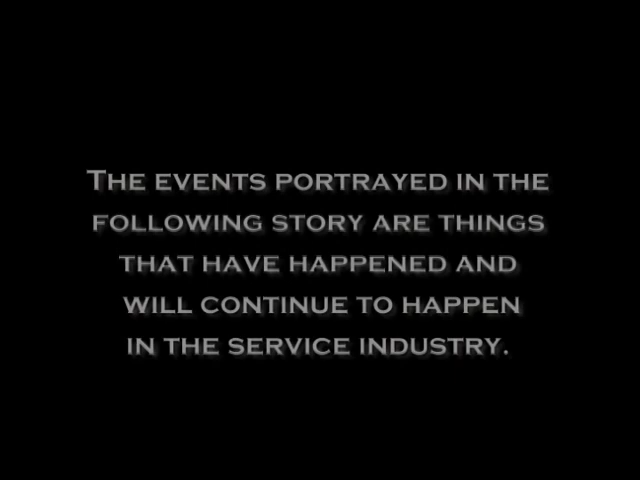 The events portrayed in the
following story are things
that have happened and
will continue to happen
in the service industry.